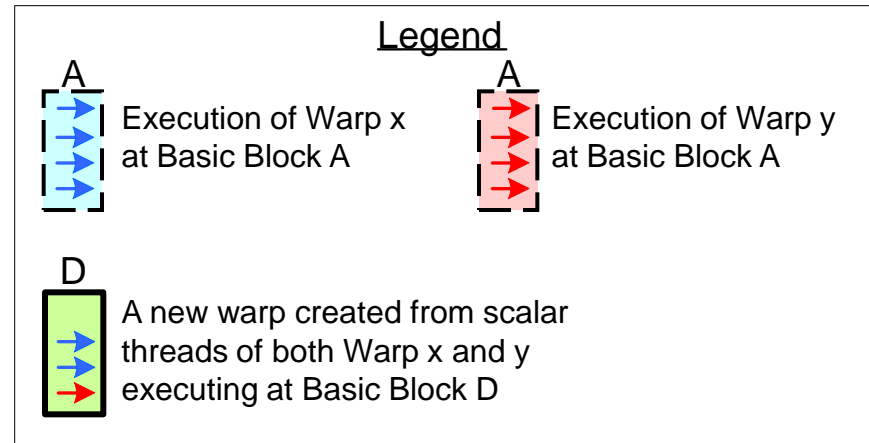 Legend
A
Execution of Warp x
at Basic Block A
A
Execution of Warp y
at Basic Block A
D
A new warp created from scalar
threads of both Warp x and y
executing at Basic Block D